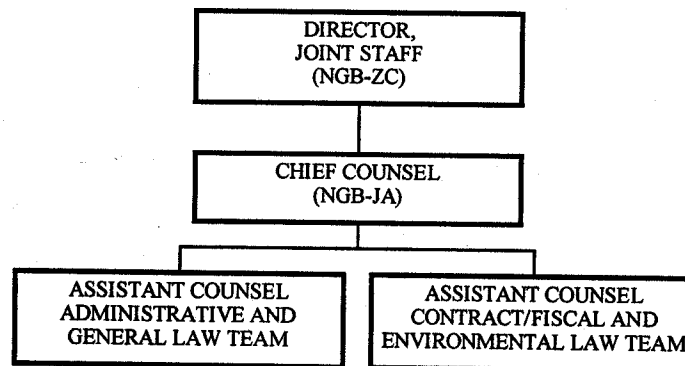 DIRECTOR,
JOINT STAFF
(NGB-ZC)
CHIEF COUNSEL
(NGB-JA)
ASSISTANT COUNSEL
ADMINISTRATIVE AND
GENERAL LAW TEAM
ASSISTANT COUNSEL
CONTRACT/FISCAL AND
ENVIRONMENTAL LAW TEAM